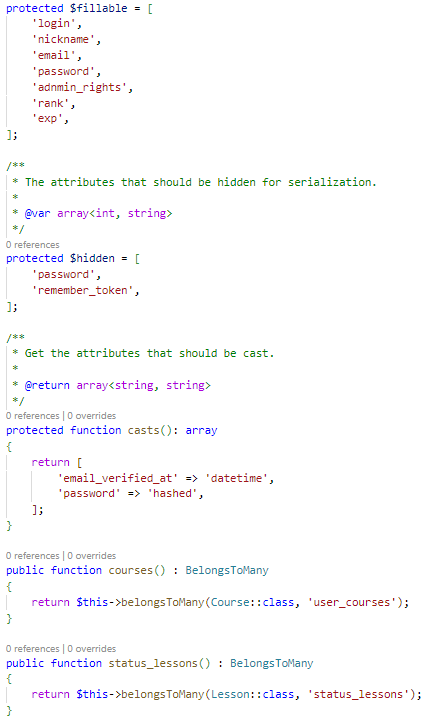 protected $fillable = [
'login',
'nickname',
'email',
'password',
'adnmin_rights',
'rank',
'exp',
];
/**
* The attributes that should be hidden for serialization.
*
* @var array<int, string>
*/
0 references
protected $hidden = [
'password',
'remember_token',
];
/**
* Get the attributes that should be cast.
*
* @return array<string, string>
*/
0 references | 0 overrides
protected function casts(): array
{
return [
'email_verified_at' => 'datetime',
'password' => 'hashed',
];
}
0 references | 0 overrides
public function courses() : BelongsToMany
{
return $this->belongsToMany(Course::class, 'user_courses');
}
0 references | 0 overrides
public function status_lessons() : BelongsToMany
{
return $this->belongsToMany(Lesson::class, 'status_lessons');
}